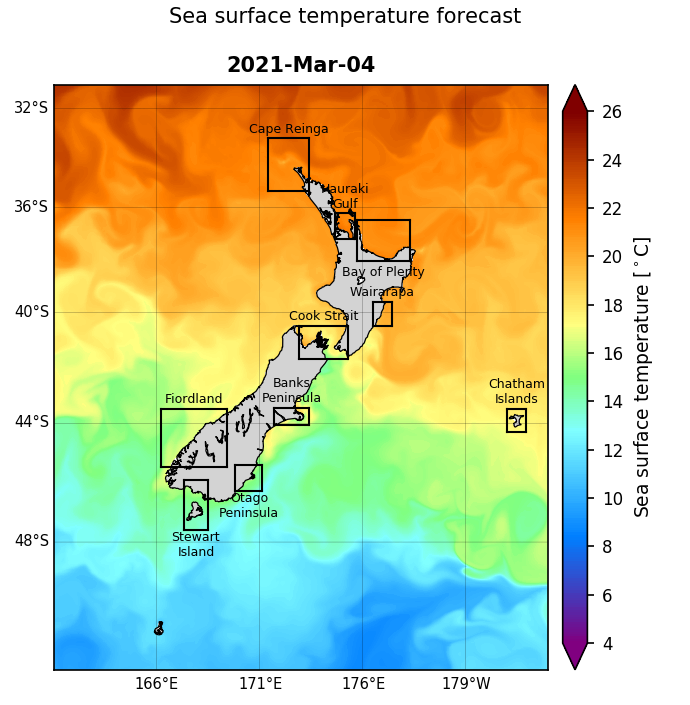 Sea surface temperature forecast
2021-Mar-04
32°S
36°S
40°S
44°S
48°S
Cape Reinga
Hauraki
Gulf
Bay of Plenty
Wairarapa
Cook Strait
Banks
Peninsula
Fiordland
Chatham
Islands
Otago
Peninsula
Stewart
Island
166°E
171°E
176°E
179°W
26
24
22
20
18
16
14
12
10
8
6
4
Sea surface temperature [°C]